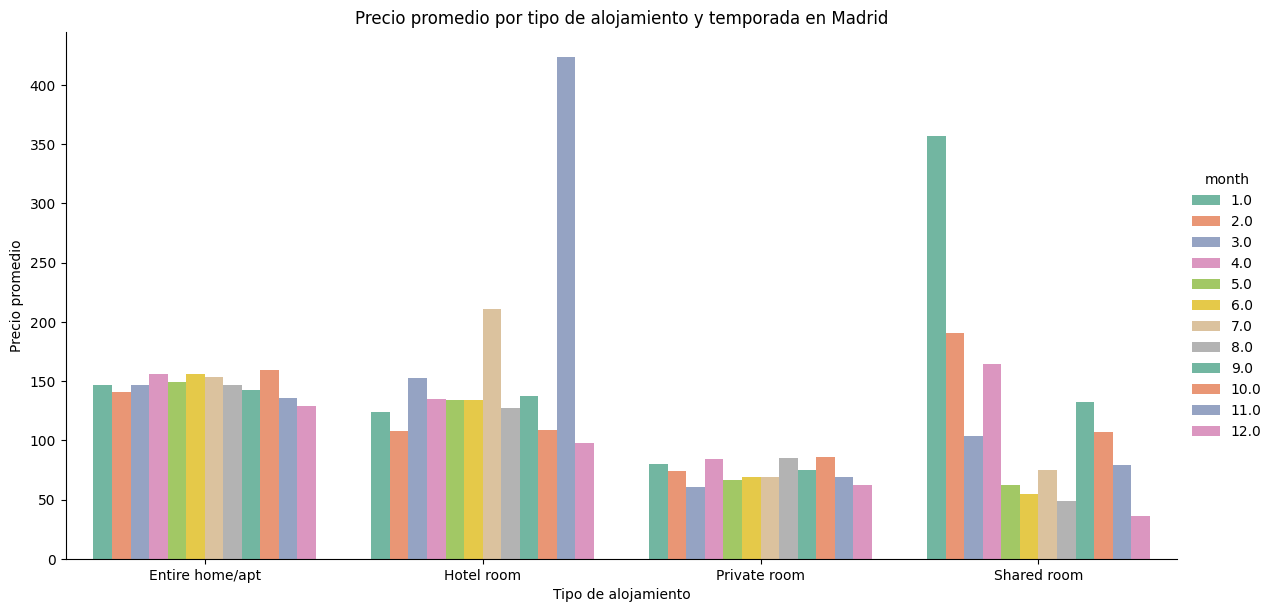 Precio promedio por tipo de alojamiento y temporada en Madrid
Precio promedio
400
350
300
250
200
150
100
50
0
Entire home/apt
Hotel room
Private room
Shared room
Tipo de alojamiento
month
1.0
2.0
3.0
4.0
5.0
6.0
7.0
8.0
9.0
10.0
11.0
12.0